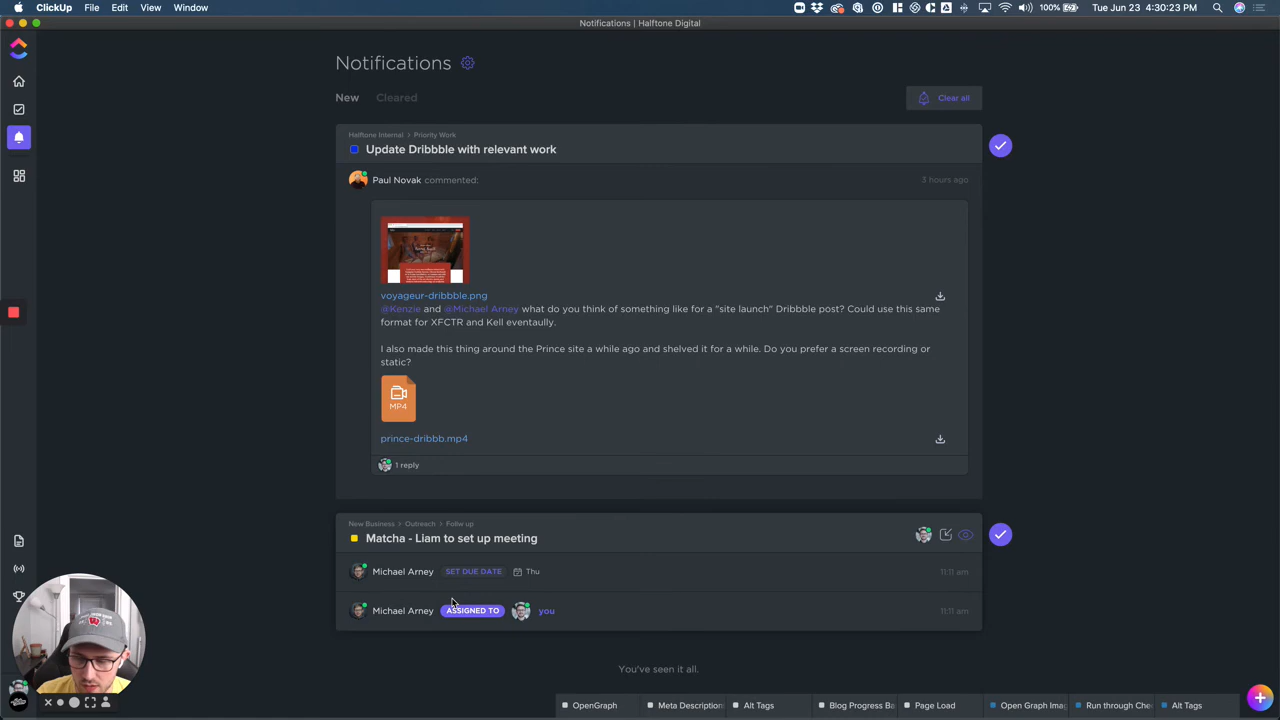 ClickUp File Edit View Window
100% Tue Jun 23 4:30:23 PM
Notifications | Halftone Digital
Notifications
New Cleared Clear all
Halftone Internal > Priority Work
Update Dribbble with relevant work
Paul Novak commented: 3 hours ago
voyageur-dribbble.png
@Kenzie and @Michael Arney what do you think of something like for a "site launch" Dribbble post? Could use this same
format for XFCTR and Kell eventaully.
I also made this thing around the Prince site a while ago and shelved it for a while. Do you prefer a screen recording or
static?
MP4
prince-dribbb.mp4
1 reply
New Business > Outreach > Follw up
Matcha - Liam to set up meeting
Michael Arney SET DUE DATE Thu 11:11 am
Michael Arney ASSIGNED TO you 11:11 am
You've seen it all.
OpenGraph Meta Description Alt Tags Blog Progress Ba Page Load Open Graph Imag Run through Che Alt Tags